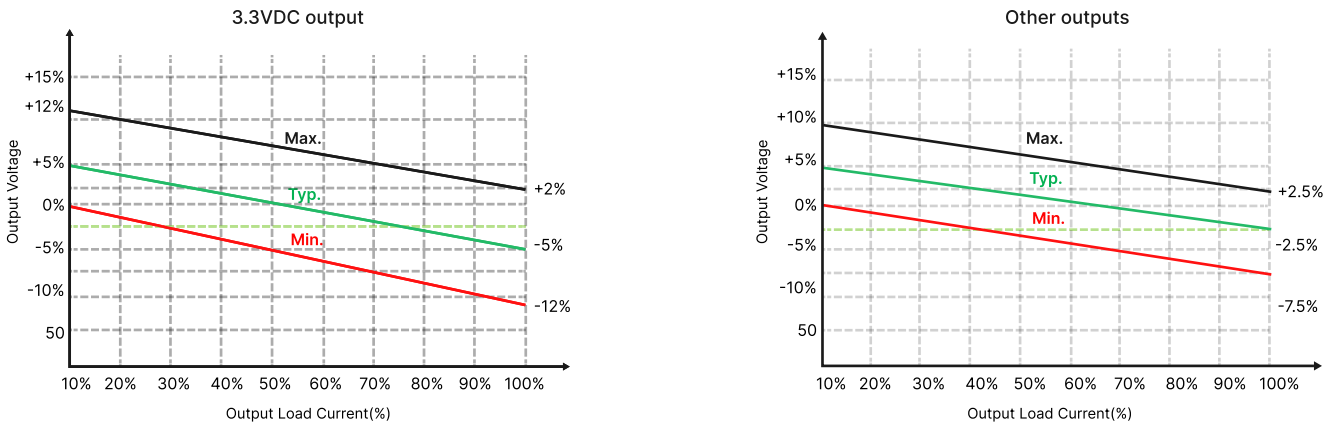 3.3VDC output
+15%
+12%
+5%
0%
-5%
-10%
50
Output Voltage
Max.
Typ.
Min.
+2%
-5%
-12%
10% 20% 30% 40% 50% 60% 70% 80% 90% 100%
Output Load Current(%)
Other outputs
+15%
+10%
+5%
0%
-5%
-10%
50
Output Voltage
Max.
Typ.
Min.
+2.5%
-2.5%
-7.5%
10% 20% 30% 40% 50% 60% 70% 80% 90% 100%
Output Load Current(%)